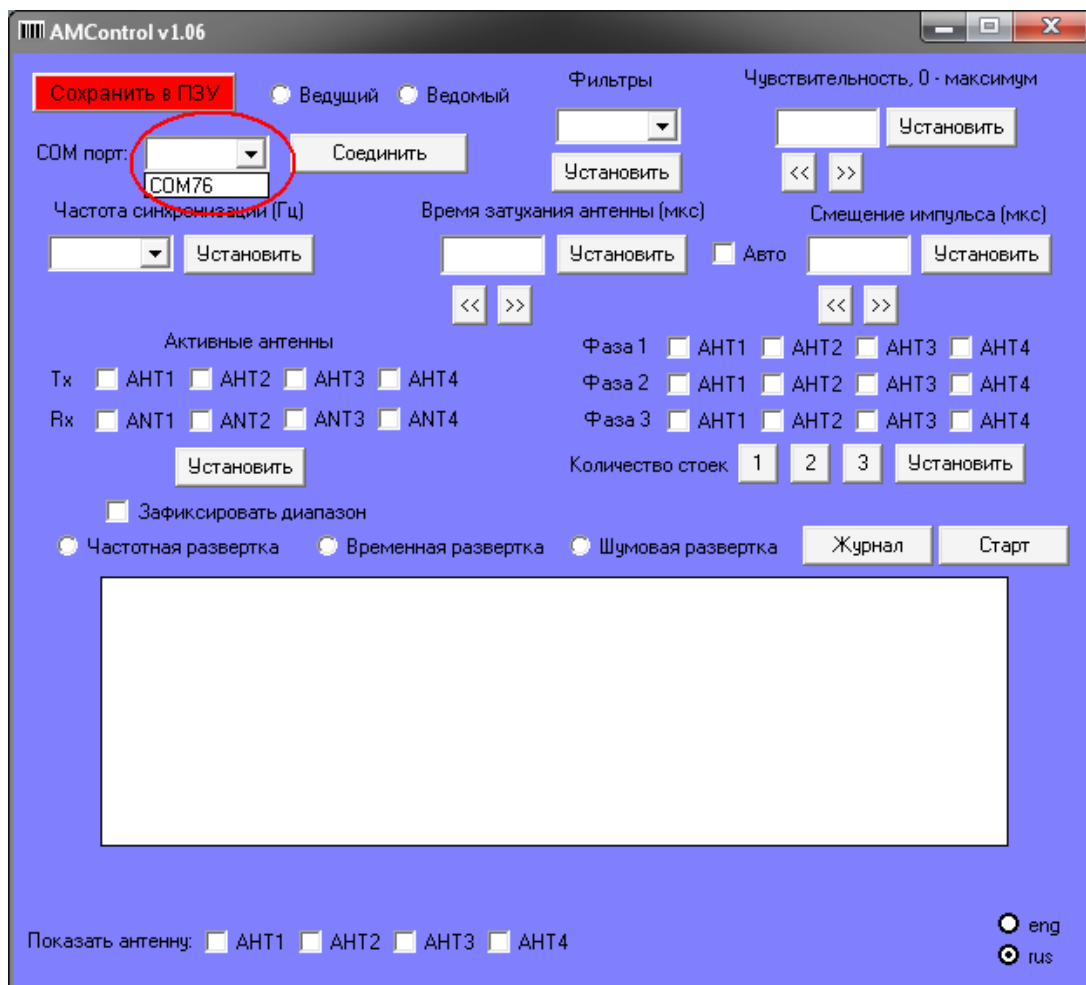 AMControl v1.06
Сохранить в ПЗУ Ведущий Ведомый Фильтры Чувствительность, 0 - максимум
Установить
COM порт: Соединить
COM76
Установить << >>
Частота синхронизации (Гц) Время затухания антенны (мкс) Смещение импульса (мкс)
Установить Установить Авто Установить
<< >> << >>
Активные антенны Фаза 1 АНТ1 АНТ2 АНТ3 АНТ4
Tx АНТ1 АНТ2 АНТ3 АНТ4 Фаза 2 АНТ1 АНТ2 АНТ3 АНТ4
Rx ANT1 ANT2 ANT3 ANT4 Фаза 3 АНТ1 АНТ2 АНТ3 АНТ4
Установить Количество стоек 1 2 3 Установить
Зафиксировать диапазон
Частотная развертка Временная развертка Шумовая развертка Журнал Старт
Показать антенну: АНТ1 АНТ2 АНТ3 АНТ4
eng
rus